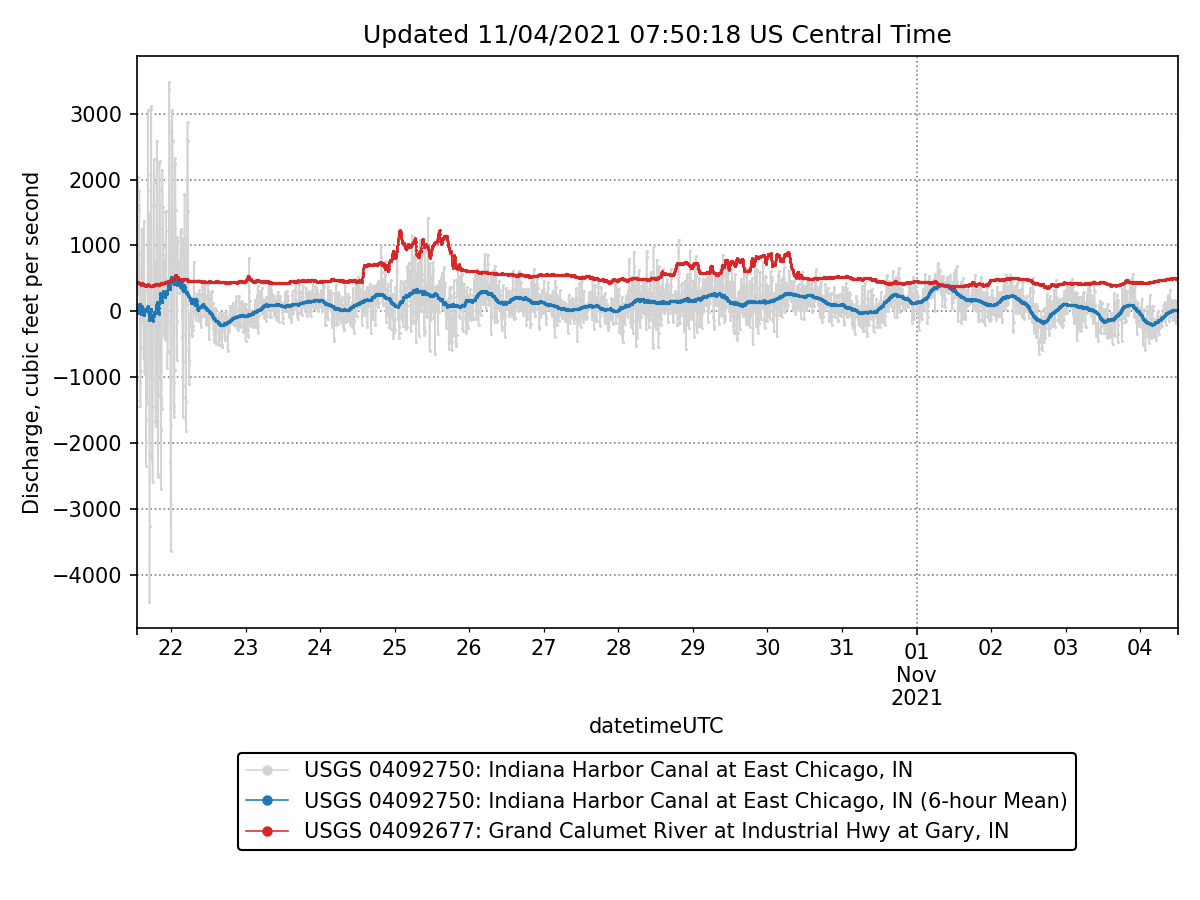 Updated 11/04/2021 07:50:18 US Central Time
Discharge, cubic feet per second
3000
2000
1000
0
−1000
−2000
−3000
−4000
22 23 24 25 26 27 28 29 30 31 01 02 03 04
Nov
2021
datetimeUTC
USGS 04092750: Indiana Harbor Canal at East Chicago, IN
USGS 04092750: Indiana Harbor Canal at East Chicago, IN (6-hour Mean)
USGS 04092677: Grand Calumet River at Industrial Hwy at Gary, IN